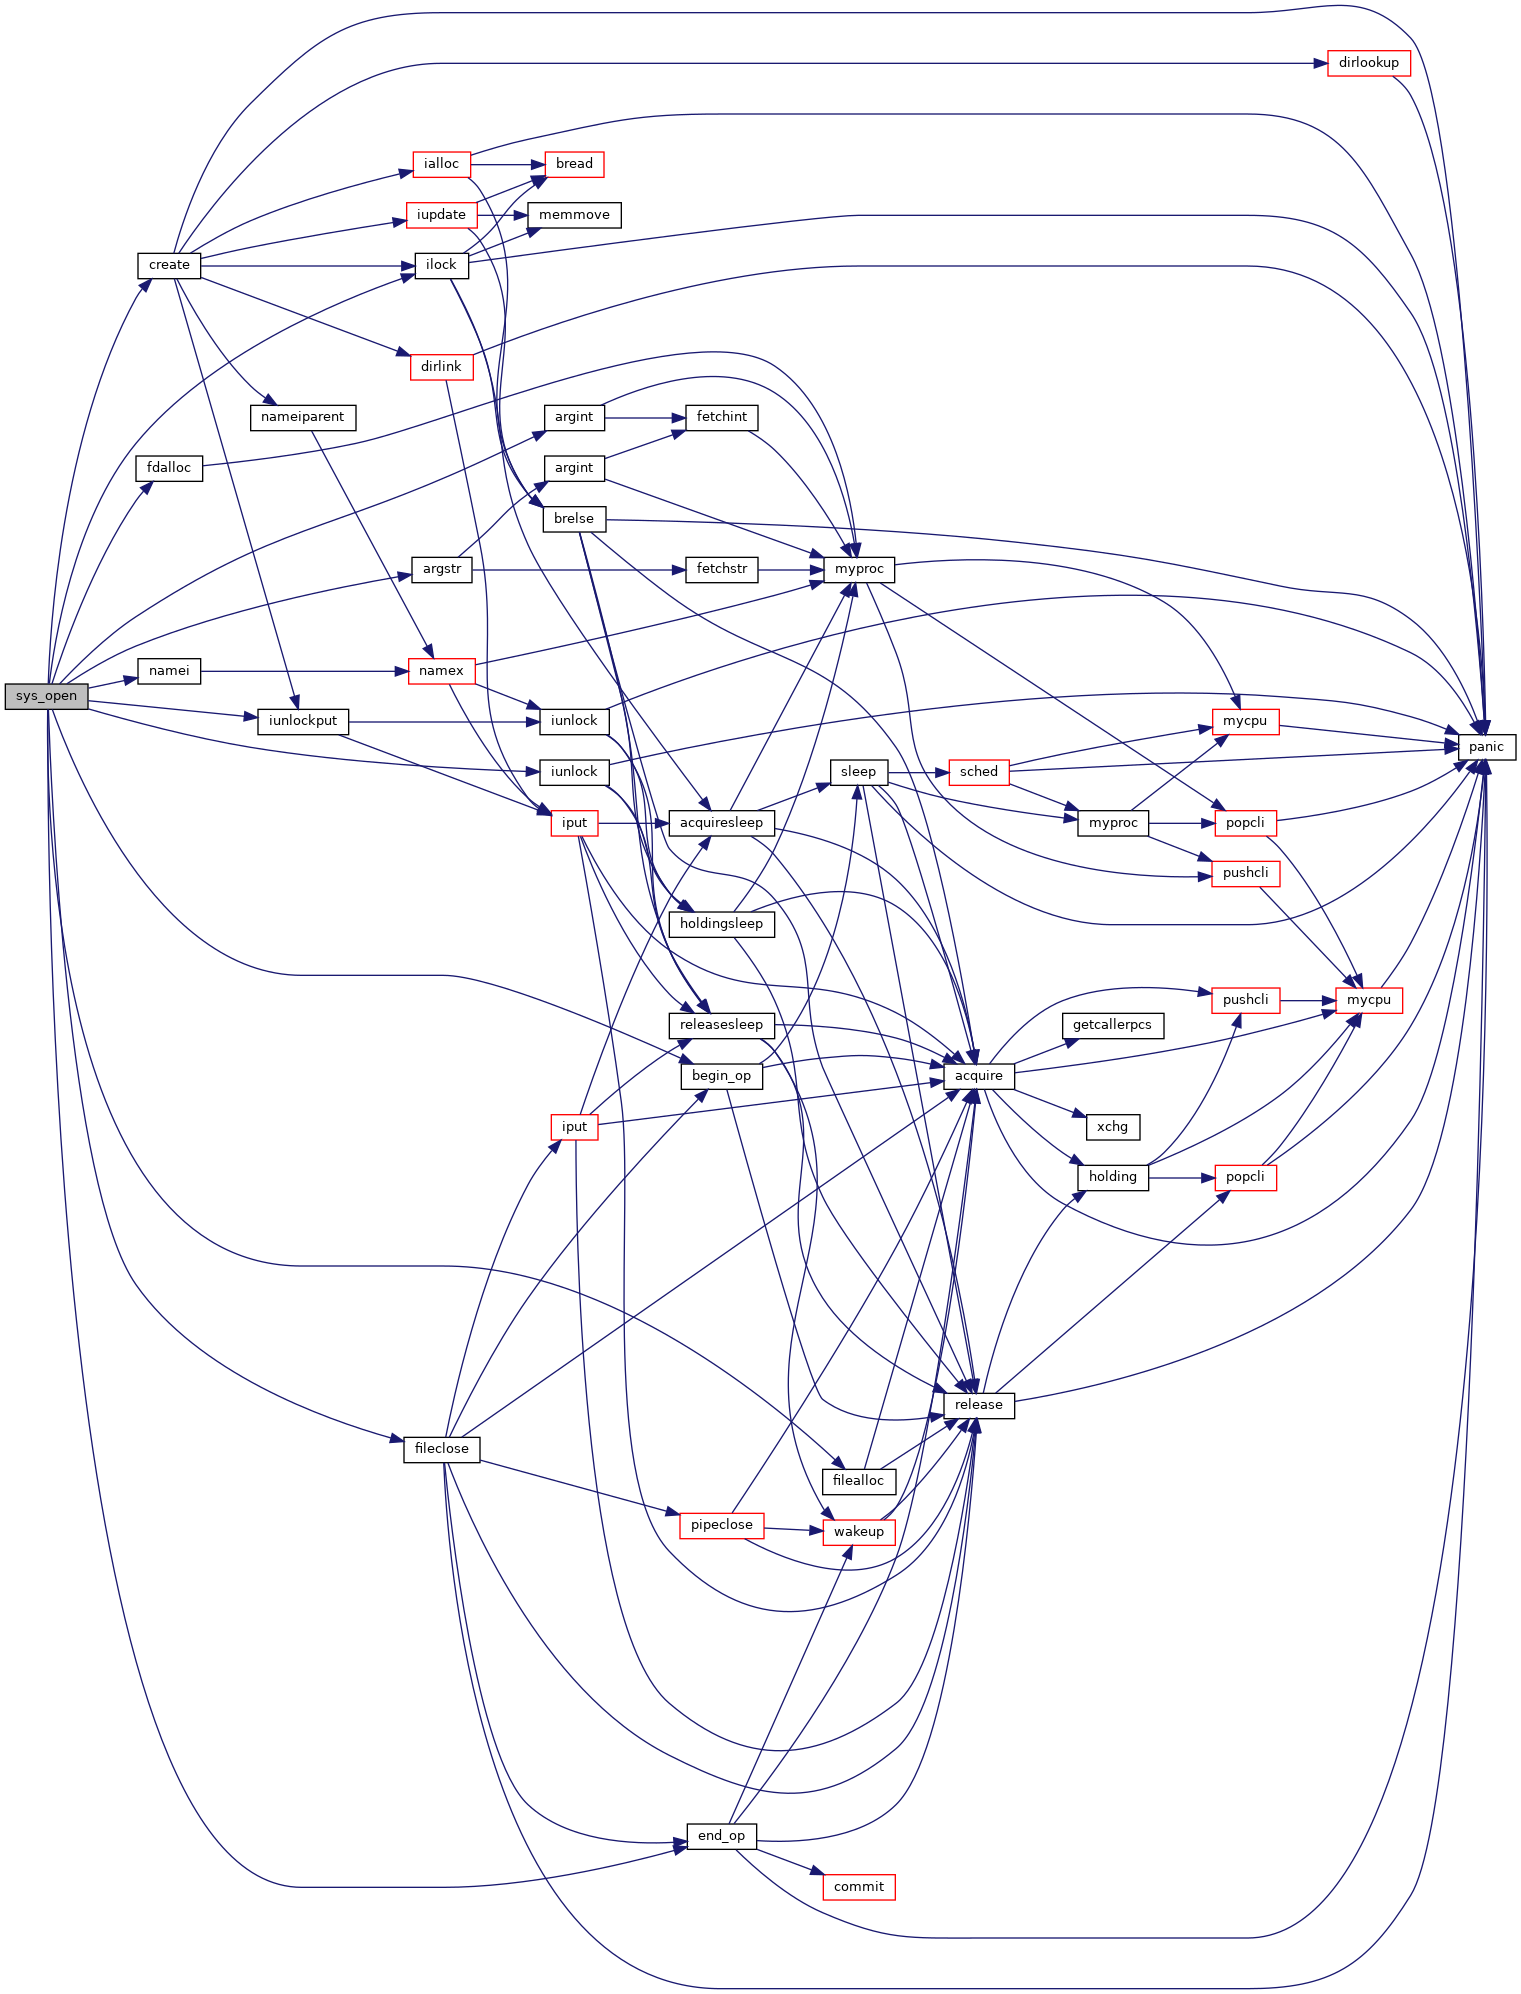 dirlookup
ialloc
bread
iupdate
memmove
create
ilock
dirlink
nameiparent
argint
fetchint
fdalloc
argint
brelse
argstr
fetchstr
myproc
namei
namex
sys_open
iunlockput
iunlock
mycpu
panic
iunlock
sleep
sched
iput
acquiresleep
myproc
popcli
pushcli
holdingsleep
pushcli
mycpu
releasesleep
getcallerpcs
begin_op
acquire
iput
xchg
holding
popcli
release
fileclose
filealloc
pipeclose
wakeup
end_op
commit